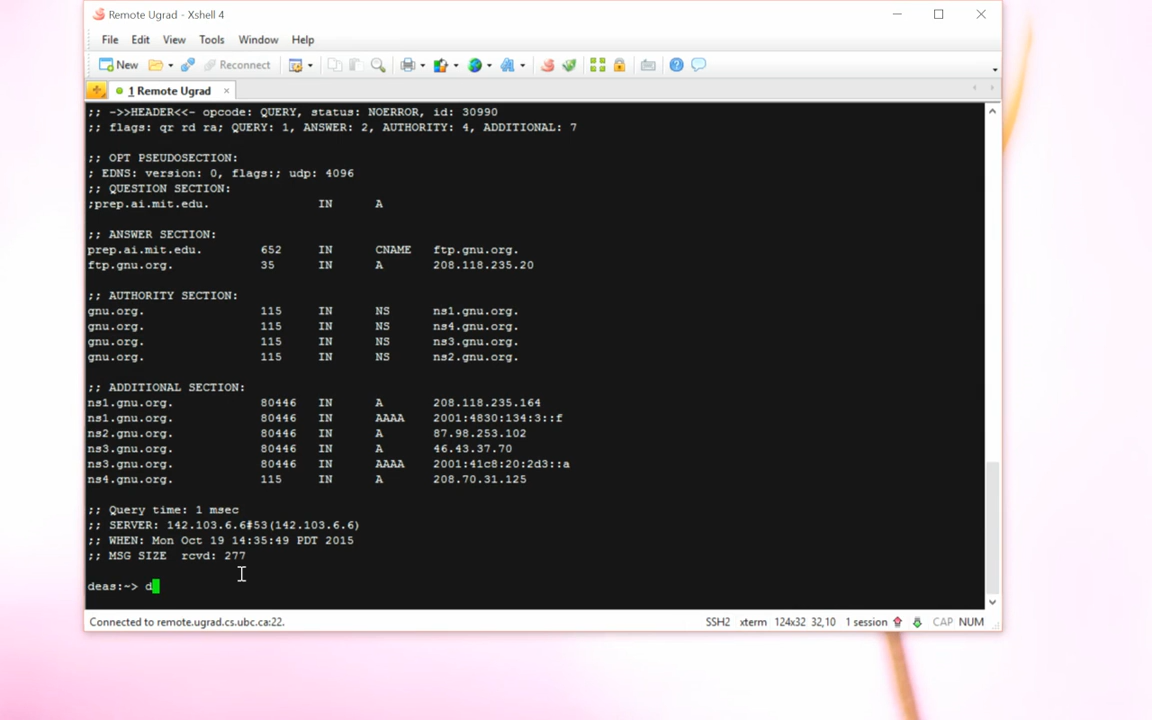 Remote Ugrad - Xshell 4
File Edit View Tools Window Help
New Reconnect
1 Remote Ugrad
;; ->>HEADER<<- opcode: QUERY, status: NOERROR, id: 30990
;; flags: qr rd ra; QUERY: 1, ANSWER: 2, AUTHORITY: 4, ADDITIONAL: 7
;; OPT PSEUDOSECTION:
; EDNS: version: 0, flags:; udp: 4096
;; QUESTION SECTION:
;prep.ai.mit.edu. IN A
;; ANSWER SECTION:
prep.ai.mit.edu. 652 IN CNAME ftp.gnu.org.
ftp.gnu.org. 35 IN A 208.118.235.20
;; AUTHORITY SECTION:
gnu.org. 115 IN NS ns1.gnu.org.
gnu.org. 115 IN NS ns4.gnu.org.
gnu.org. 115 IN NS ns3.gnu.org.
gnu.org. 115 IN NS ns2.gnu.org.
;; ADDITIONAL SECTION:
ns1.gnu.org. 80446 IN A 208.118.235.164
ns1.gnu.org. 80446 IN AAAA 2001:4830:134:3::f
ns2.gnu.org. 80446 IN A 87.98.253.102
ns3.gnu.org. 80446 IN A 46.43.37.70
ns3.gnu.org. 80446 IN AAAA 2001:41c8:20:2d3::a
ns4.gnu.org. 115 IN A 208.70.31.125
;; Query time: 1 msec
;; SERVER: 142.103.6.6#53(142.103.6.6)
;; WHEN: Mon Oct 19 14:35:49 PDT 2015
;; MSG SIZE rcvd: 277
deas:~> d
Connected to remote.ugrad.cs.ubc.ca:22. SSH2 xterm 124x32 32,10 1 session CAP NUM